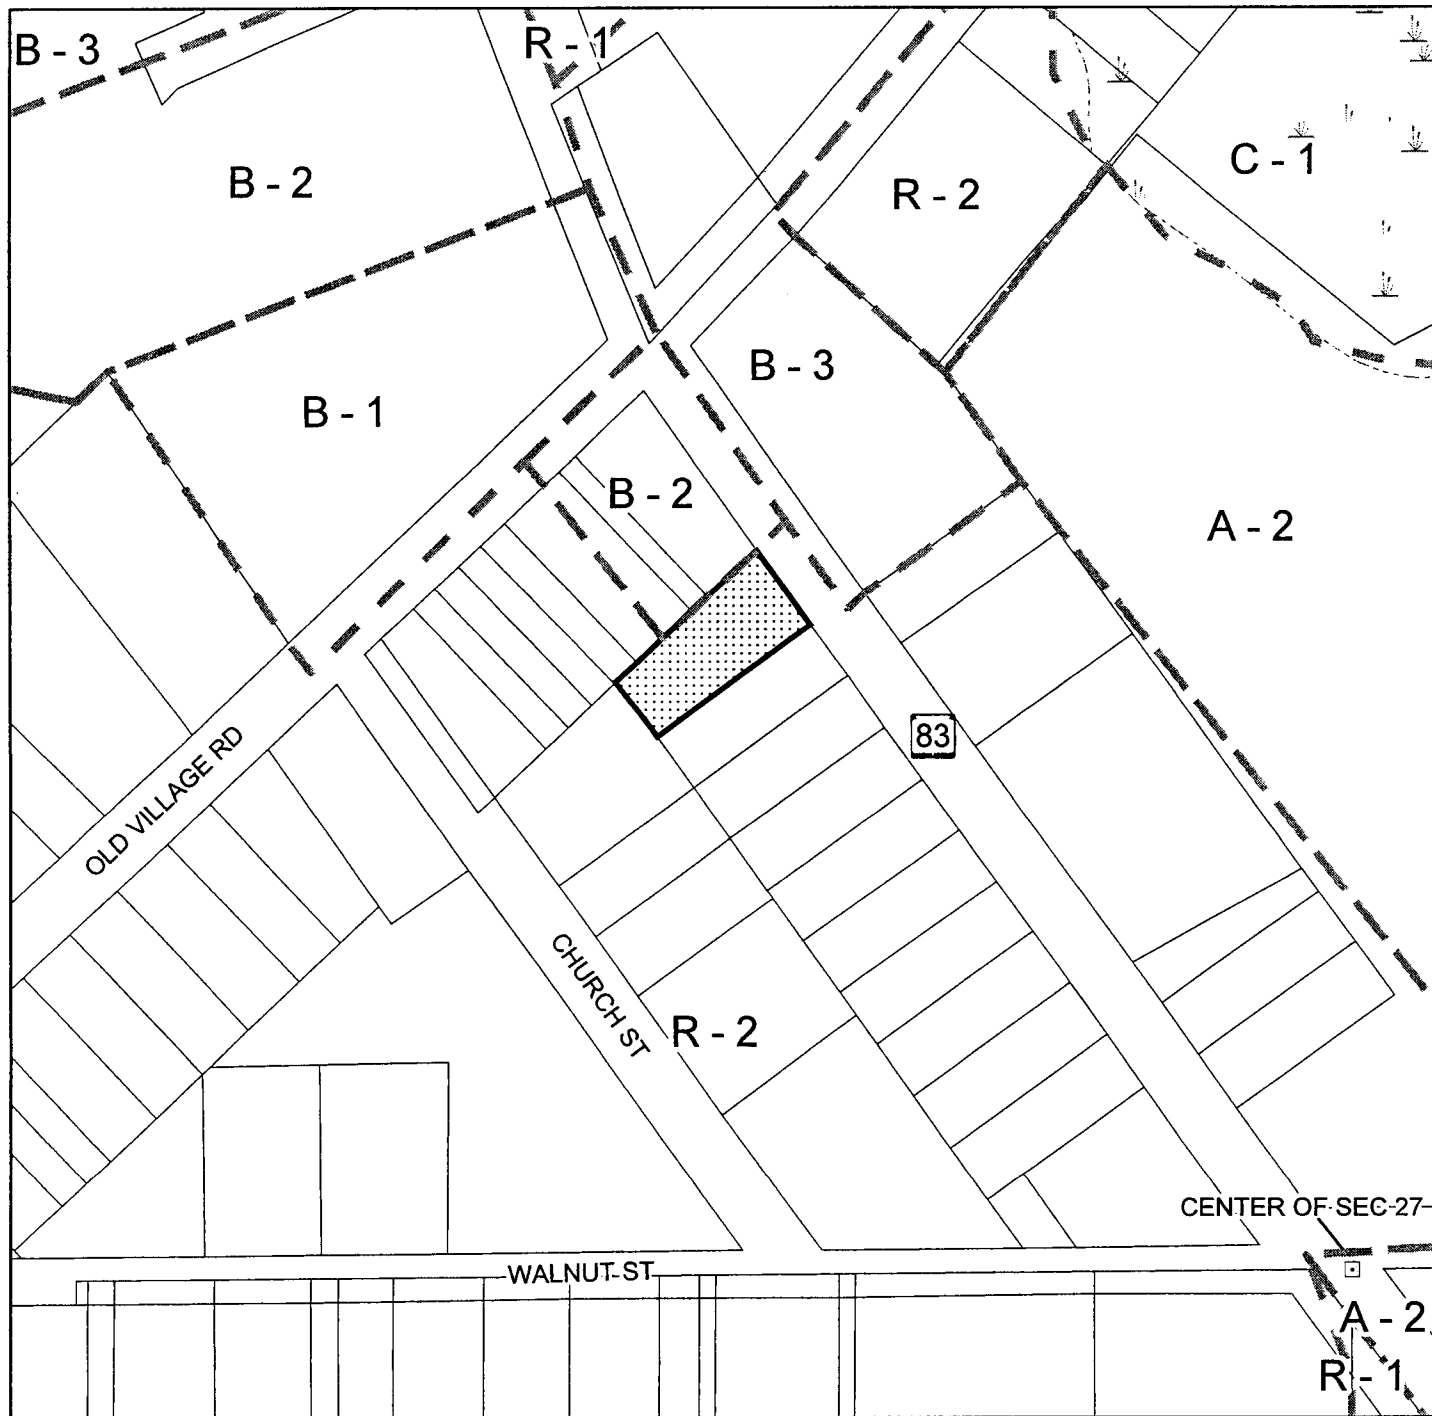 B - 3
R - 1
B - 2
R - 2
C - 1
B - 3
B - 1
B - 2
A - 2
83
OLD VILLAGE RD
CHURCH ST
R - 2
CENTER OF SEC 27
WALNUT ST
A - 2
R - 1